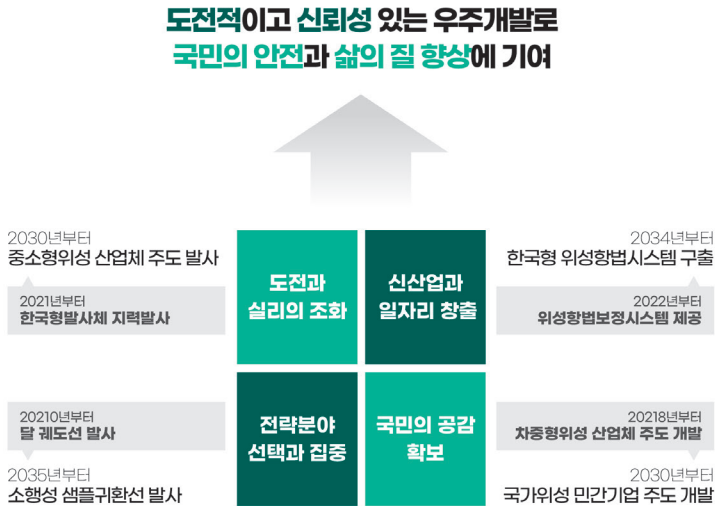 도전적이고 신뢰성 있는 우주개발로
국민의 안전과 삶의 질 향상에 기여
2030년부터
중소형위성 산업체 주도 발사
2021년부터
한국형발사체 지력발사
도전과
실리의 조화
신산업과
일자리 창출
2034년부터
한국형 위성항법시스템 구출
2022년부터
위성항법보정시스템 제공
20210년부터
달 궤도선 발사
2035년부터
소행성 샘플귀환선 발사
전략분야
선택과 집중
국민의 공감
확보
20218년부터
차중형위성 산업체 주도 개발
2030년부터
국가위성 민간기업 주도 개발